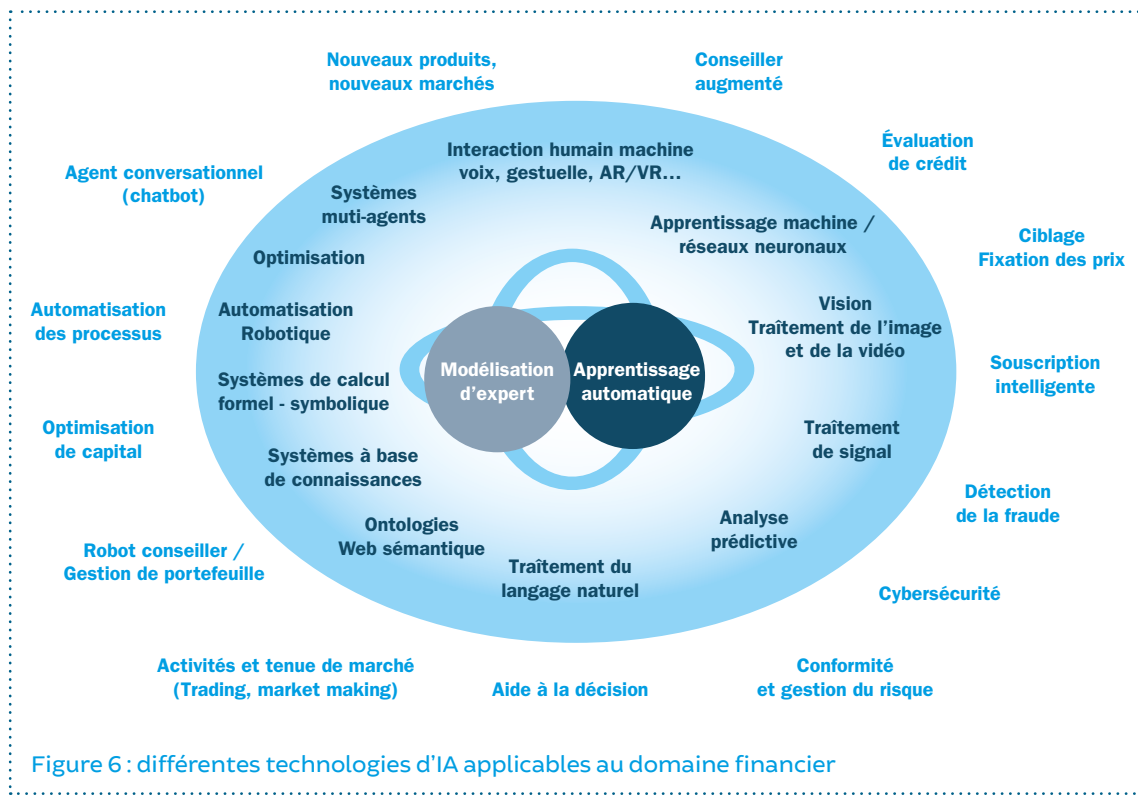 Nouveaux produits,
nouveaux marchés
Conseiller
augmenté
Évaluation
de crédit
Agent conversationnel
(chatbot)
Ciblage
Fixation des prix
Automatisation
des processus
Souscription
intelligente
Optimisation
de capital
Détection
de la fraude
Robot conseiller /
Gestion de portefeuille
Cybersécurité
Activités et tenue de marché
(Trading, market making)
Aide à la décision
Conformité
et gestion du risque
Interaction humain machine
voix, gestuelle, AR/VR...
Systèmes
muti-agents
Apprentissage machine /
réseaux neuronaux
Optimisation
Automatisation
Robotique
Vision
Traîtement de l'image
et de la vidéo
Systèmes de calcul
formel - symbolique
Modélisation
d'expert
Apprentissage
automatique
Traîtement
de signal
Systèmes à base
de connaissances
Analyse
prédictive
Ontologies
Web sémantique
Traîtement du
langage naturel
Figure 6 : différentes technologies d'IA applicables au domaine financier